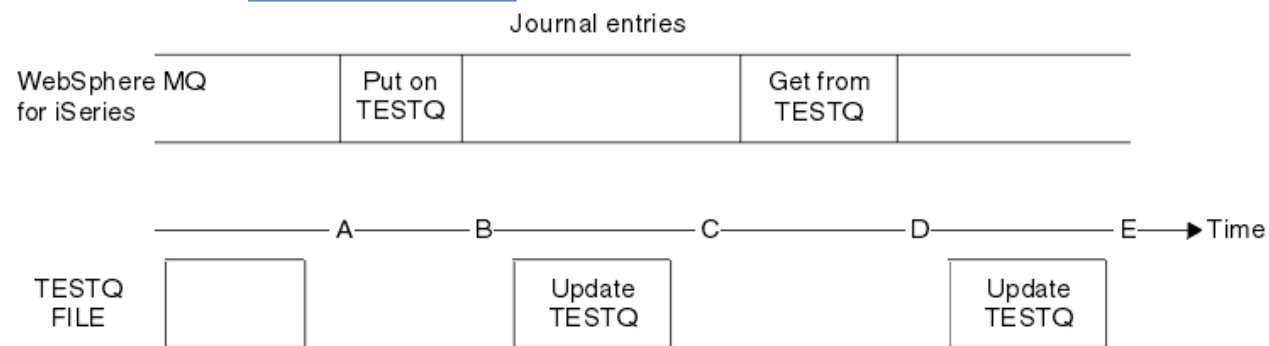 Journal entries
WebSphere MQ
for iSeries
Put on
TESTQ
Get from
TESTQ
A
B
C
D
E
Time
TESTQ
FILE
Update
TESTQ
Update
TESTQ